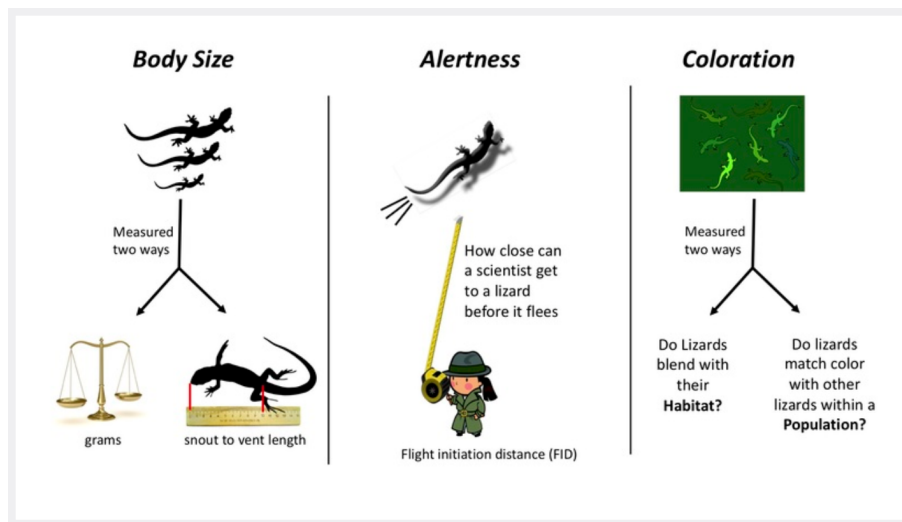 Body Size
Measured
two ways
grams
snout to vent length
Alertness
How close can
a scientist get
to a lizard
before it flees
Flight initiation distance (FID)
Coloration
Measured
two ways
Do Lizards
blend with
their
Habitat?
Do lizards
match color
with other
lizards within a
Population?